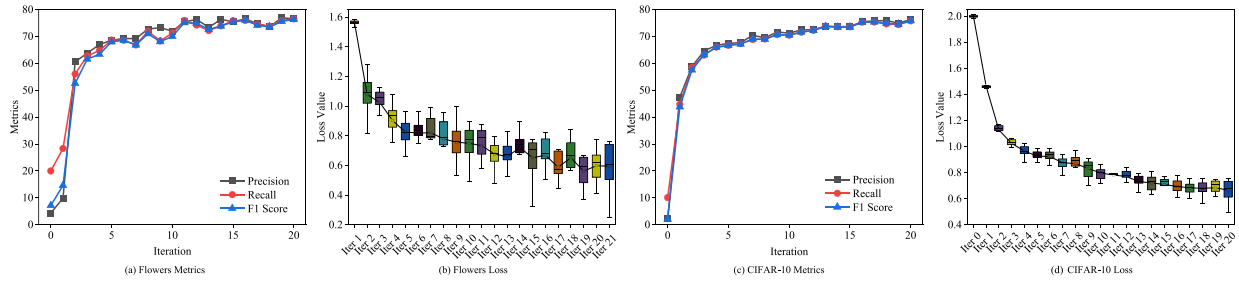 80
70
60
50
40
30
20
10
0
Metrics
0
5
10
15
20
Iteration
Precision
Recall
F1 Score
(a) Flowers Metrics
1.6
1.4
1.2
1.0
0.8
0.6
0.4
0.2
Loss Value
Iter 1
Iter 2
Iter 3
Iter 4
Iter 5
Iter 6
Iter 7
Iter 8
Iter 9
Iter 10
Iter 11
Iter 12
Iter 13
Iter 14
Iter 15
Iter 16
Iter 17
Iter 18
Iter 19
Iter 20
Iter 21
(b) Flowers Loss
80
70
60
50
40
30
20
10
0
Metrics
0
5
10
15
20
Iteration
Precision
Recall
F1 Score
(c) CIFAR-10 Metrics
2.0
1.8
1.6
1.4
1.2
1.0
0.8
0.6
0.4
Loss Value
Iter 0
Iter 1
Iter 2
Iter 3
Iter 4
Iter 5
Iter 6
Iter 7
Iter 8
Iter 9
Iter 10
Iter 11
Iter 12
Iter 13
Iter 14
Iter 15
Iter 16
Iter 17
Iter 18
Iter 19
Iter 20
(d) CIFAR-10 Loss